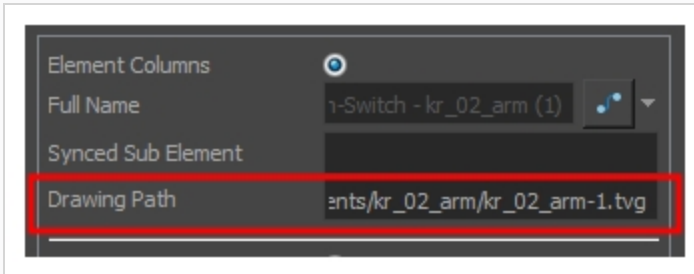 Element Columns
Full Name n-Switch - kr_02_arm (1)
Synced Sub Element
Drawing Path ents/kr_02_arm/kr_02_arm-1.tvg